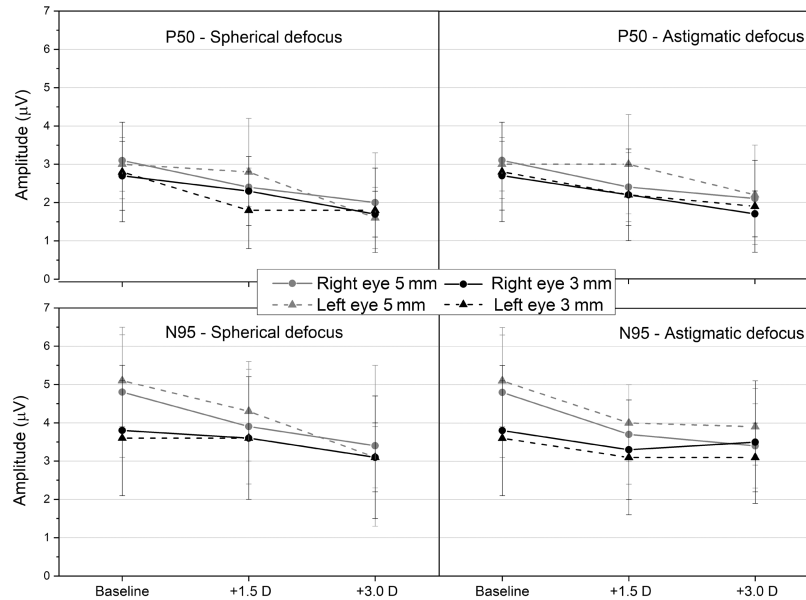 7
6
5
4
3
2
1
0
Amplitude (μV)
P50 - Spherical defocus
P50 - Astigmatic defocus
Right eye 5 mm
Right eye 3 mm
Left eye 5 mm
Left eye 3 mm
7
6
5
4
3
2
1
0
Amplitude (μV)
N95 - Spherical defocus
N95 - Astigmatic defocus
Baseline
+1.5 D
+3.0 D
Baseline
+1.5 D
+3.0 D